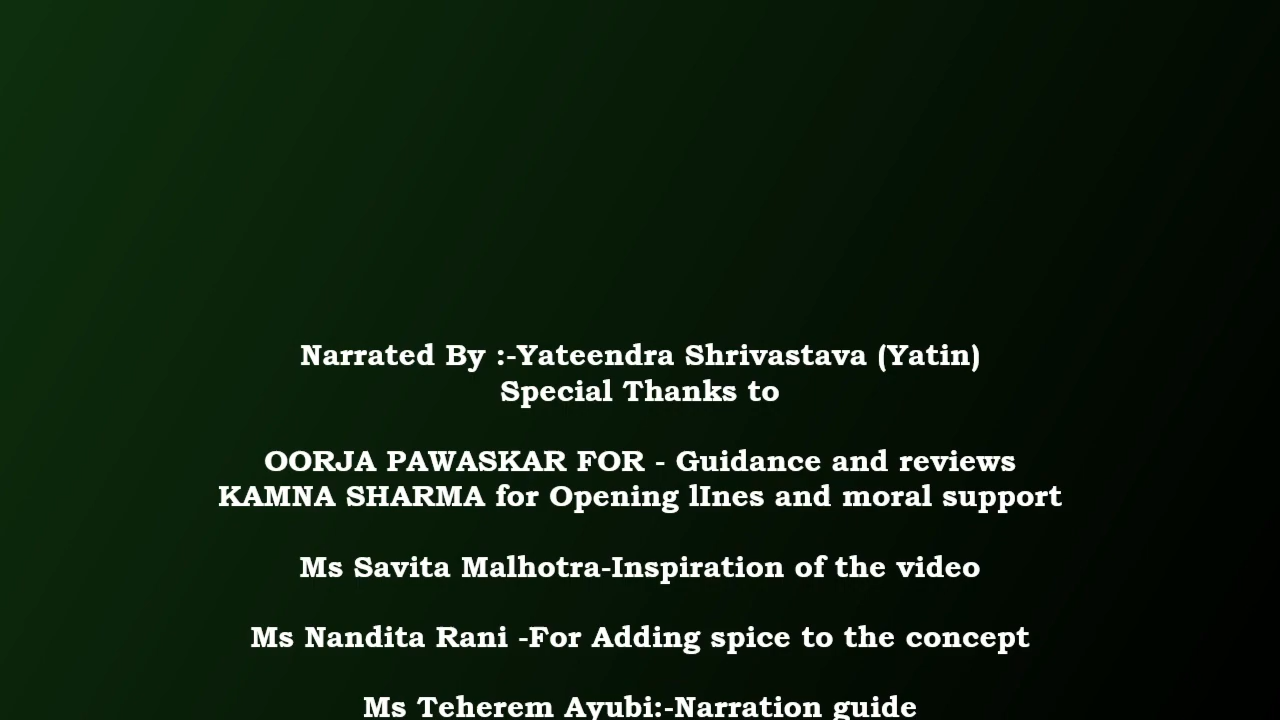 Narrated By :-Yateendra Shrivastava (Yatin)
Special Thanks to
OORJA PAWASKAR FOR - Guidance and reviews
KAMNA SHARMA for Opening lInes and moral support
Ms Savita Malhotra-Inspiration of the video
Ms Nandita Rani -For Adding spice to the concept
Ms Teherem Ayubi:-Narration guide